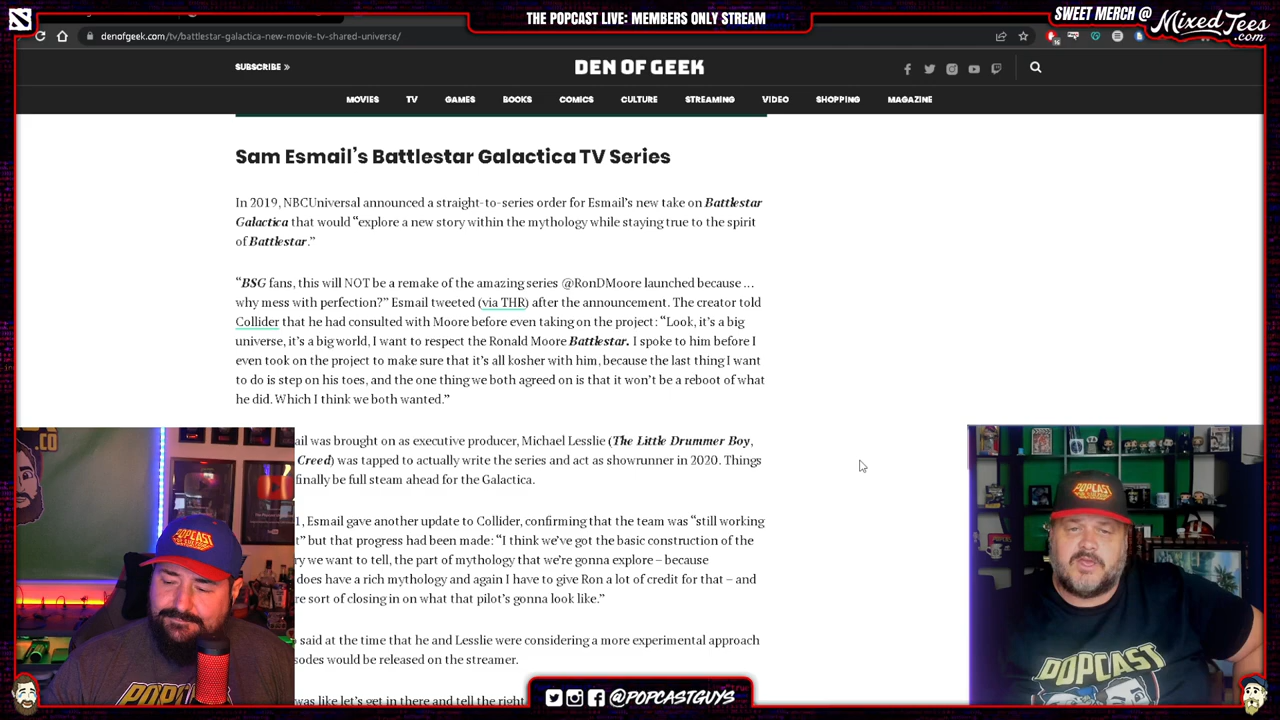 THE POPCAST LIVE: MEMBERS ONLY STREAM
SWEET MERCH @ MixedTees.com
denofgeek.com/tv/battlestar-galactica-new-movie-tv-shared-universe/
SUBSCRIBE »
DEN OF GEEK
MOVIES TV GAMES BOOKS COMICS CULTURE STREAMING VIDEO SHOPPING MAGAZINE
Sam Esmail's Battlestar Galactica TV Series
In 2019, NBCUniversal announced a straight-to-series order for Esmail's new take on Battlestar
Galactica that would “explore a new story within the mythology while staying true to the spirit
of Battlestar.”
“BSG fans, this will NOT be a remake of the amazing series @RonDMoore launched because …
why mess with perfection?” Esmail tweeted (via THR) after the announcement. The creator told
Collider that he had consulted with Moore before even taking on the project: “Look, it's a big
universe, it's a big world, I want to respect the Ronald Moore Battlestar. I spoke to him before I
even took on the project to make sure that it's all kosher with him, because the last thing I want
to do is step on his toes, and the one thing we both agreed on is that it won't be a reboot of what
he did. Which I think we both wanted.”
ail was brought on as executive producer, Michael Lesslie (The Little Drummer Boy,
Creed) was tapped to actually write the series and act as showrunner in 2020. Things
finally be full steam ahead for the Galactica.
1, Esmail gave another update to Collider, confirming that the team was “still working
t” but that progress had been made: “I think we've got the basic construction of the
ry we want to tell, the part of mythology that we're gonna explore – because
does have a rich mythology and again I have to give Ron a lot of credit for that – and
re sort of closing in on what that pilot's gonna look like.”
o said at the time that he and Lesslie were considering a more experimental approach
sodes would be released on the streamer.
was like let's get in there and tell the right
POPCAST
POPCAST
POPCAST
@POPCASTGUYS